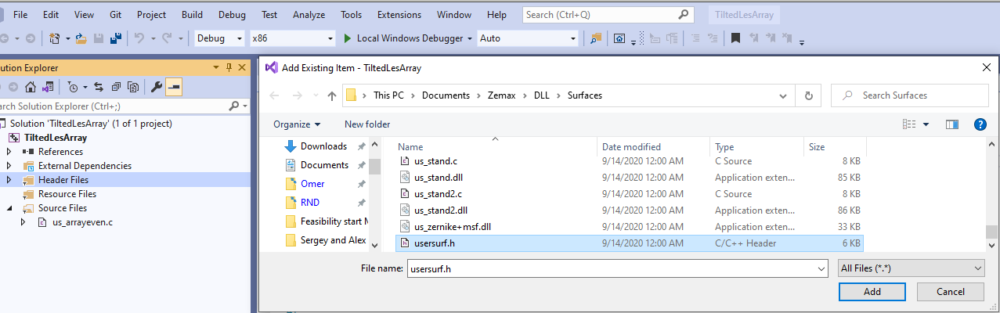 File Edit View Git Project Build Debug Test Analyze Tools Extensions Window Help Search (Ctrl+Q) TiltedLesArray
Debug x86 Local Windows Debugger Auto
olution Explorer
arch Solution Explorer (Ctrl+;)
Solution 'TiltedLesArray' (1 of 1 project)
TiltedLesArray
References
External Dependencies
Header Files
Resource Files
Source Files
us_arrayeven.c
Add Existing Item - TiltedLesArray
This PC > Documents > Zemax > DLL > Surfaces Search Surfaces
Organize New folder
Downloads
Documents
Omer
RND
Feasibility start M
Sergey and Alex
Name Date modified Type Size
us_stand.c 9/14/2020 12:00 AM C Source 8 KB
us_stand.dll 9/14/2020 12:00 AM Application exten... 85 KB
us_stand2.c 9/14/2020 12:00 AM C Source 8 KB
us_stand2.dll 9/14/2020 12:00 AM Application exten... 86 KB
us_zernike+msf.dll 9/14/2020 12:00 AM Application exten... 33 KB
usersurf.h 9/14/2020 12:00 AM C/C++ Header 6 KB
File name: usersurf.h All Files (*.*)
Add Cancel